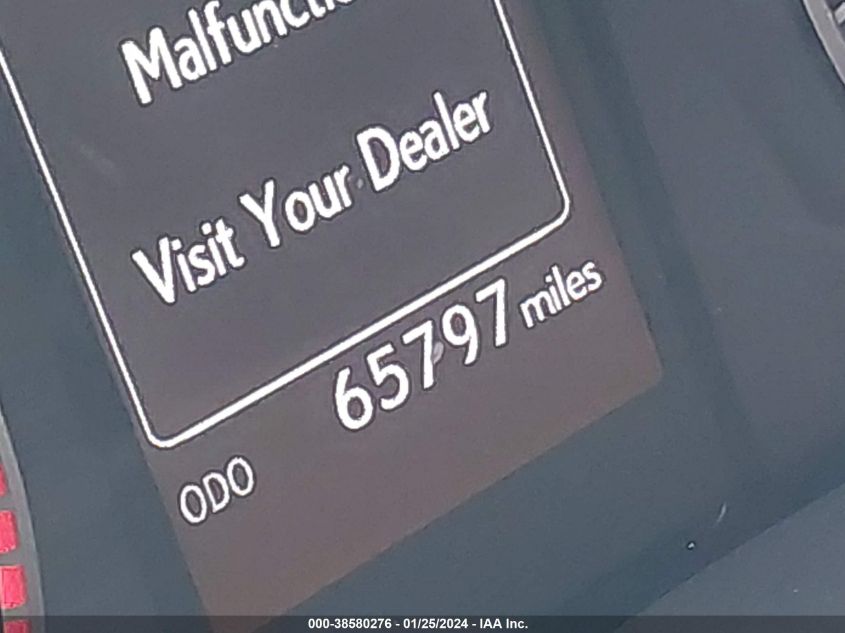 Visit Your Dealer
65797 miles
ODO
000-38580276 - 01/25/2024 - IAA Inc.